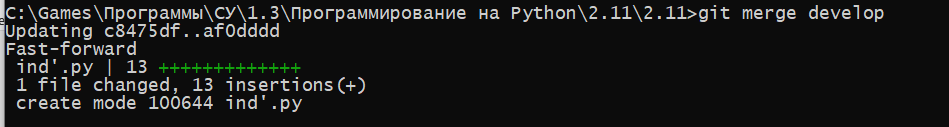 C:\Games\Программы\СУ\1.3\Программирование на Python\2.11\2.11>git merge develop
Updating c8475df..af0dddd
Fast-forward
ind'.py | 13 +++++++++++++
1 file changed, 13 insertions(+)
create mode 100644 ind'.py